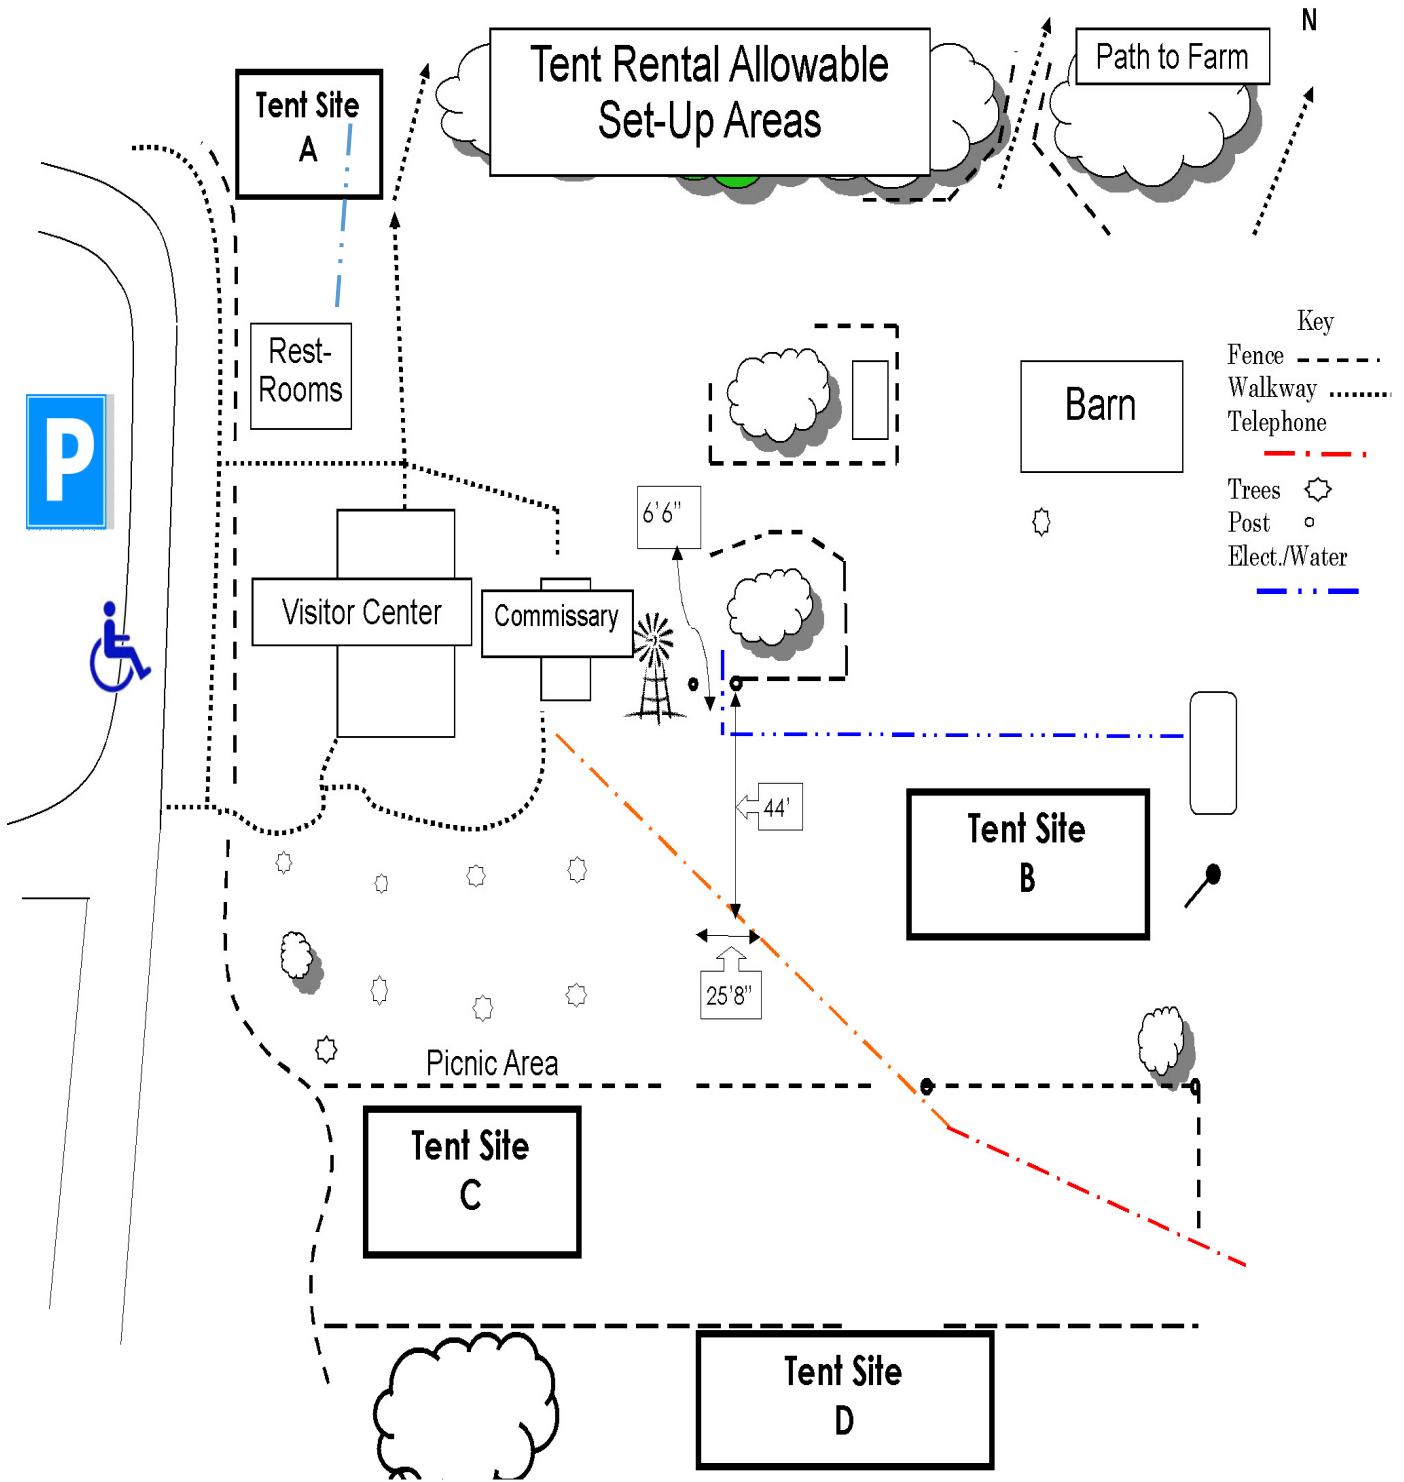 Tent Rental Allowable
Set-Up Areas
N
Path to Farm
Tent Site
A
Rest-
Rooms
P
Barn
Key
Fence
Walkway
Telephone
Trees
Post
Elect./Water
6'6"
Visitor Center
Commissary
44'
Tent Site
B
25'8"
Picnic Area
Tent Site
C
Tent Site
D